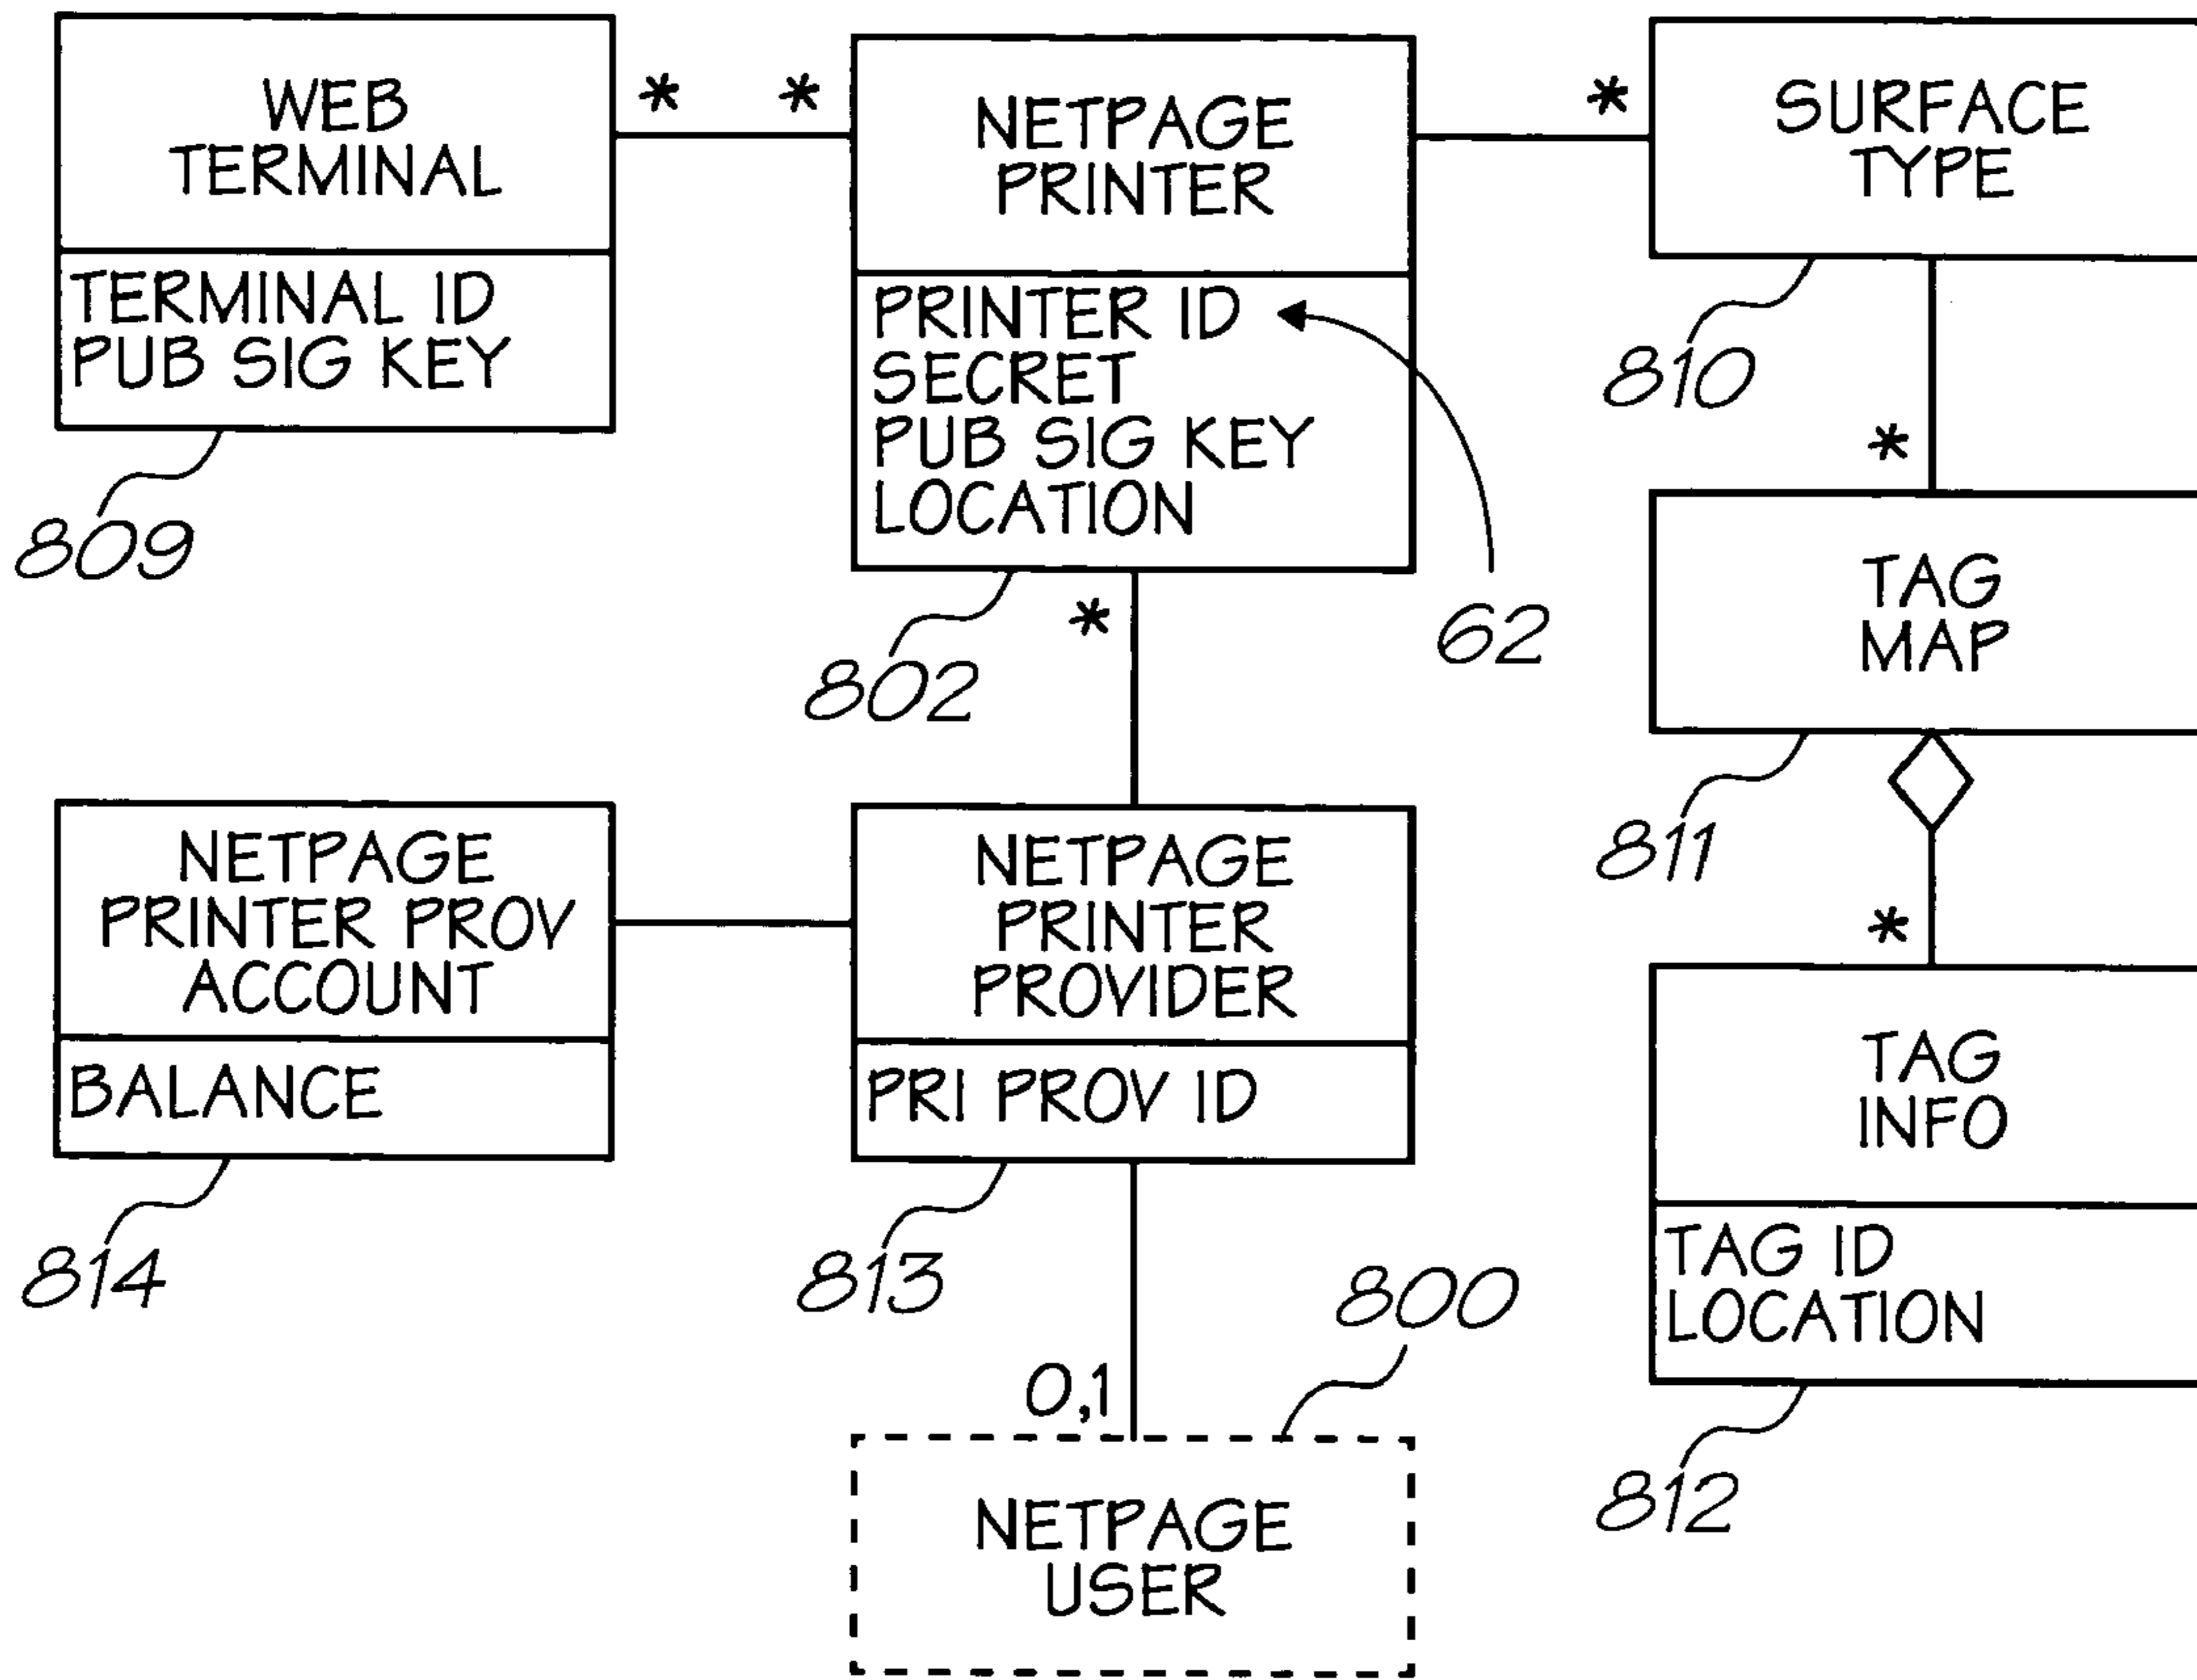 WEB
TERMINAL
TERMINAL ID
PUB SIG KEY
809
*
*
NETPAGE
PRINTER
PRINTER ID
SECRET
PUB SIG KEY
LOCATION
802
62
*
*
SURFACE
TYPE
810
*
TAG
MAP
811
*
TAG
INFO
TAG ID
LOCATION
812
NETPAGE
PRINTER PROV
ACCOUNT
BALANCE
814
NETPAGE
PRINTER
PROVIDER
PRI PROV ID
813
0,1
800
NETPAGE
USER